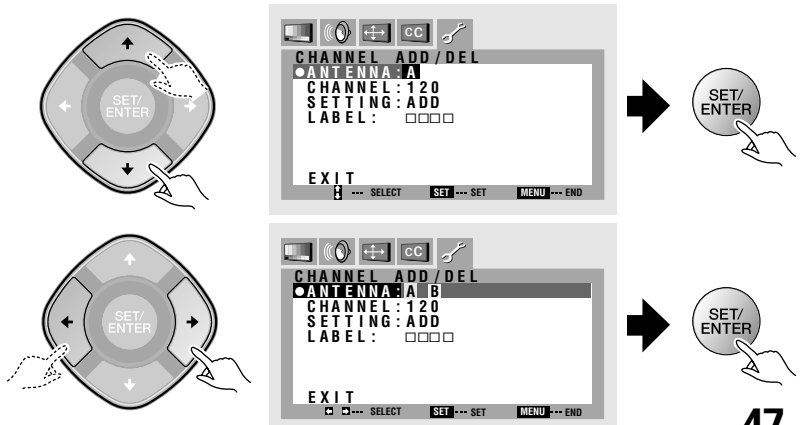 SET/
ENTER
CC
CHANNEL ADD/DEL
●ANTENNA:A
CHANNEL:120
SETTING:ADD
LABEL: □□□□
EXIT
--- SELECT SET --- SET MENU --- END
SET/
ENTER
SET/
ENTER
CC
CHANNEL ADD/DEL
●ANTENNA:A B
CHANNEL:120
SETTING:ADD
LABEL: □□□□
EXIT
--- SELECT SET --- SET MENU --- END
SET/
ENTER
47